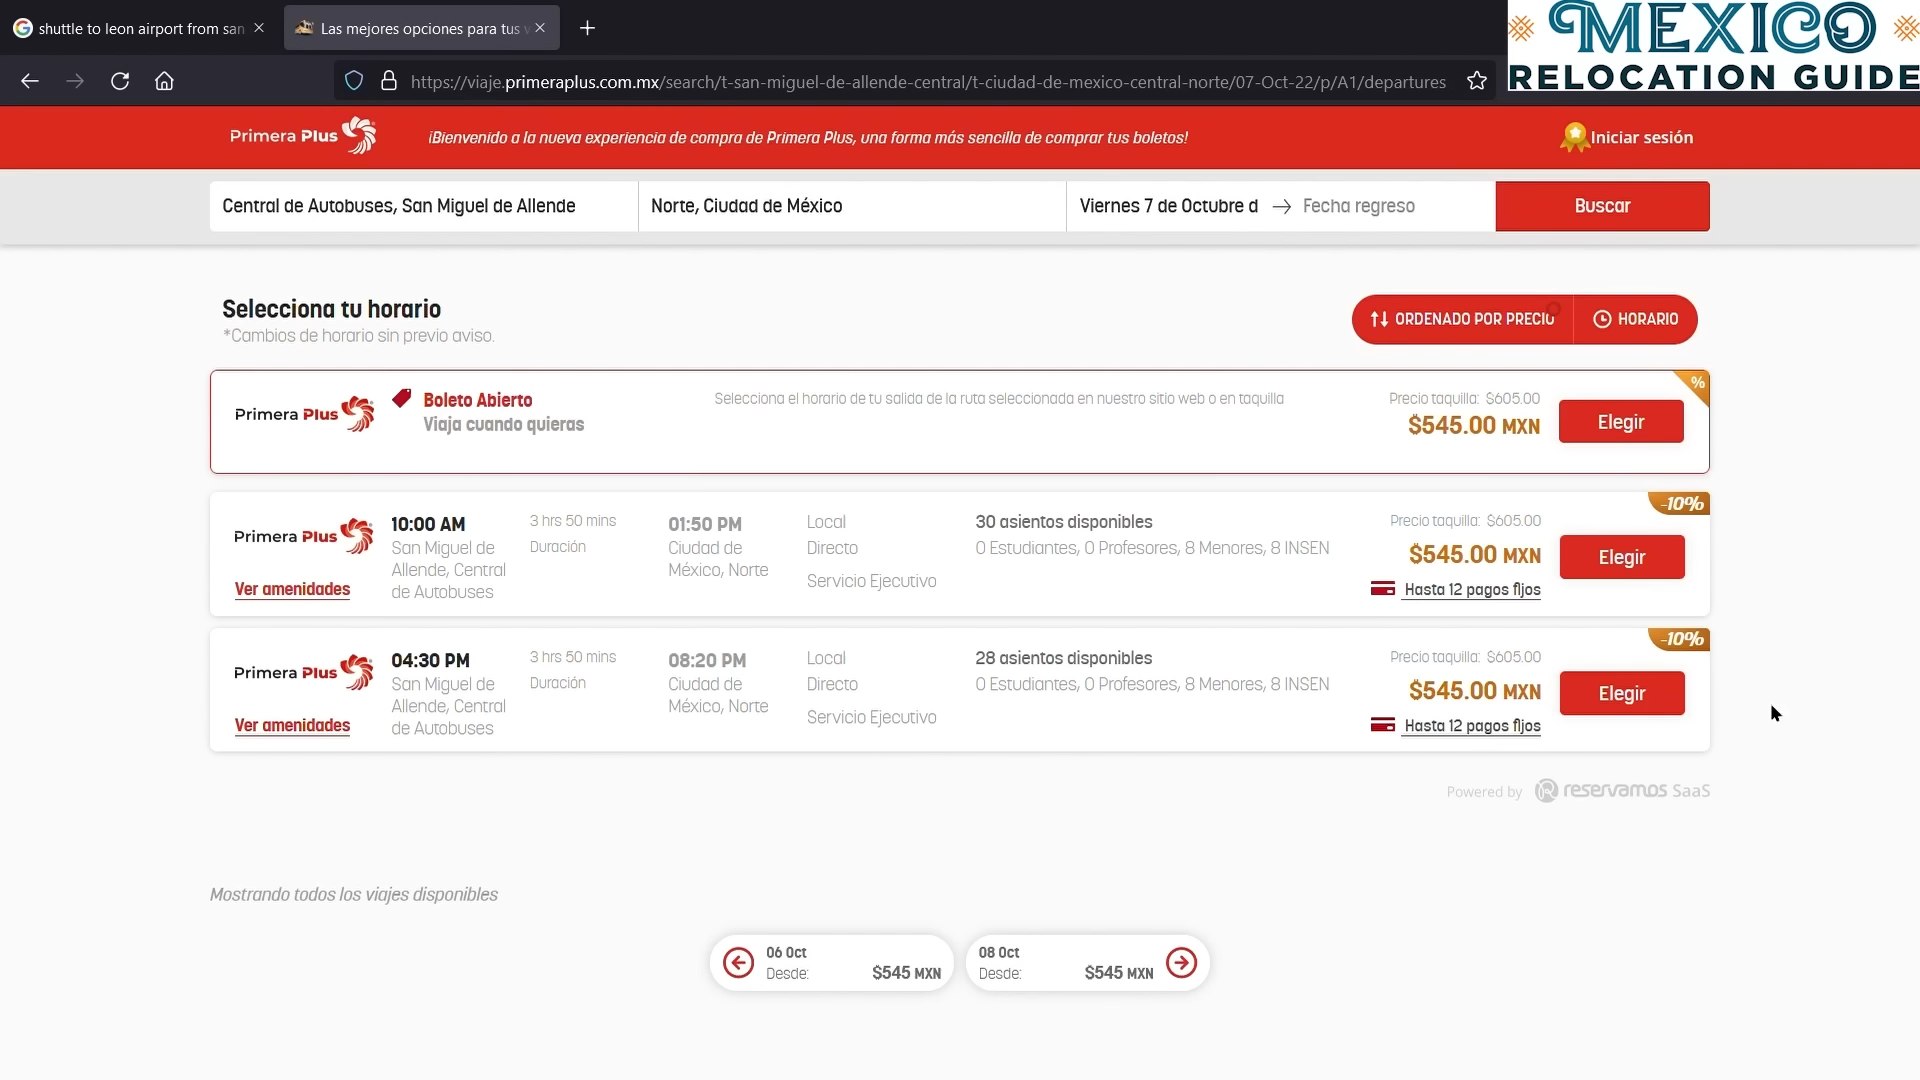 shuttle to leon airport from san
Las mejores opciones para tus v
MEXICO
RELOCATION GUIDE
https://viaje.primeraplus.com.mx/search/t-san-miguel-de-allende-central/t-ciudad-de-mexico-central-norte/07-Oct-22/p/A1/departures
Primera Plus
¡Bienvenido a la nueva experiencia de compra de Primera Plus, una forma más sencilla de comprar tus boletos!
Iniciar sesión
Central de Autobuses, San Miguel de Allende
Norte, Ciudad de México
Viernes 7 de Octubre d
Fecha regreso
Buscar
Selecciona tu horario
*Cambios de horario sin previo aviso.
ORDENADO POR PRECIO
HORARIO
Primera Plus
Boleto Abierto
Viaja cuando quieras
Selecciona el horario de tu salida de la ruta seleccionada en nuestro sitio web o en taquilla
Precio taquilla: $605.00
$545.00 MXN
Elegir
%
Primera Plus
Ver amenidades
10:00 AM
San Miguel de
Allende, Central
de Autobuses
3 hrs 50 mins
Duración
01:50 PM
Ciudad de
México, Norte
Local
Directo
Servicio Ejecutivo
30 asientos disponibles
0 Estudiantes, 0 Profesores, 8 Menores, 8 INSEN
-10%
Precio taquilla: $605.00
$545.00 MXN
Hasta 12 pagos fijos
Elegir
Primera Plus
Ver amenidades
04:30 PM
San Miguel de
Allende, Central
de Autobuses
3 hrs 50 mins
Duración
08:20 PM
Ciudad de
México, Norte
Local
Directo
Servicio Ejecutivo
28 asientos disponibles
0 Estudiantes, 0 Profesores, 8 Menores, 8 INSEN
-10%
Precio taquilla: $605.00
$545.00 MXN
Hasta 12 pagos fijos
Elegir
Powered by reservamos SaaS
Mostrando todos los viajes disponibles
06 Oct
Desde: $545 MXN
08 Oct
Desde: $545 MXN